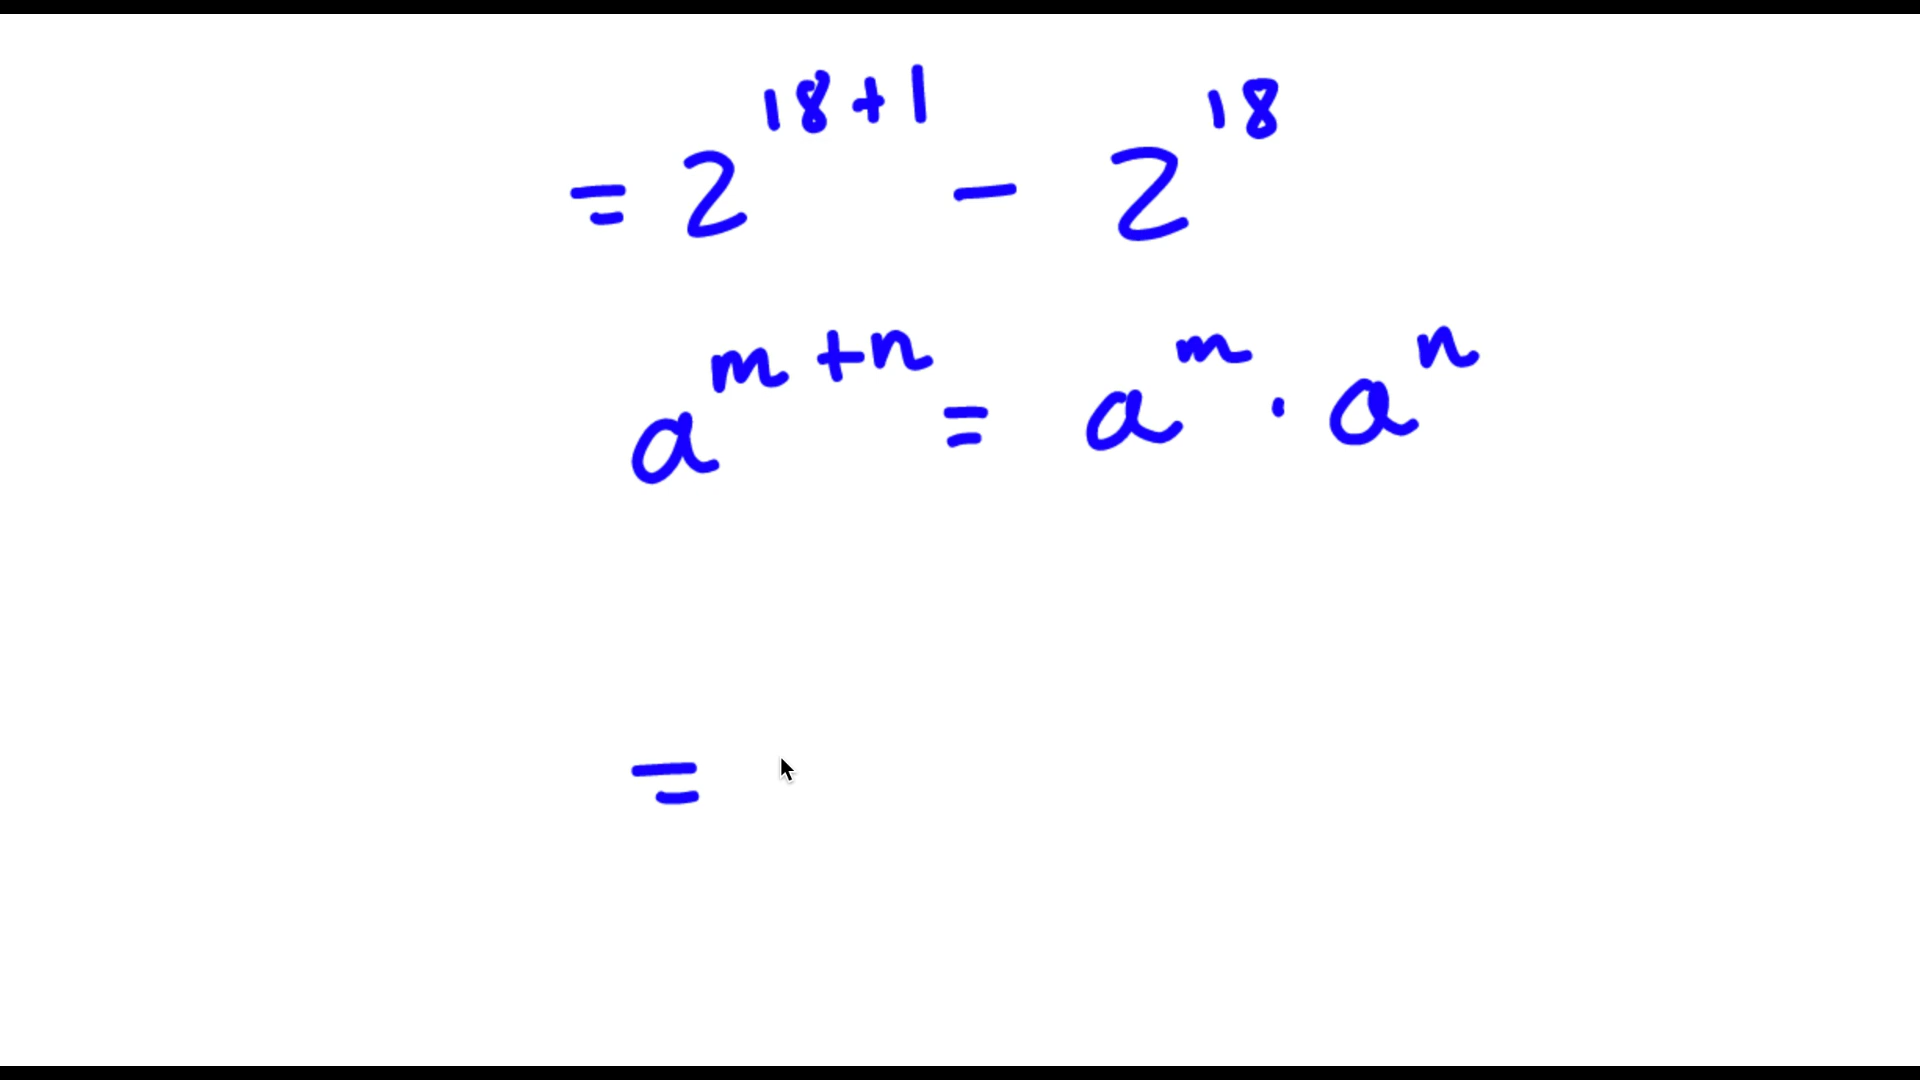 = 2^{18+1} - 2^{18}
a^{m+n} = a^m · a^n
=